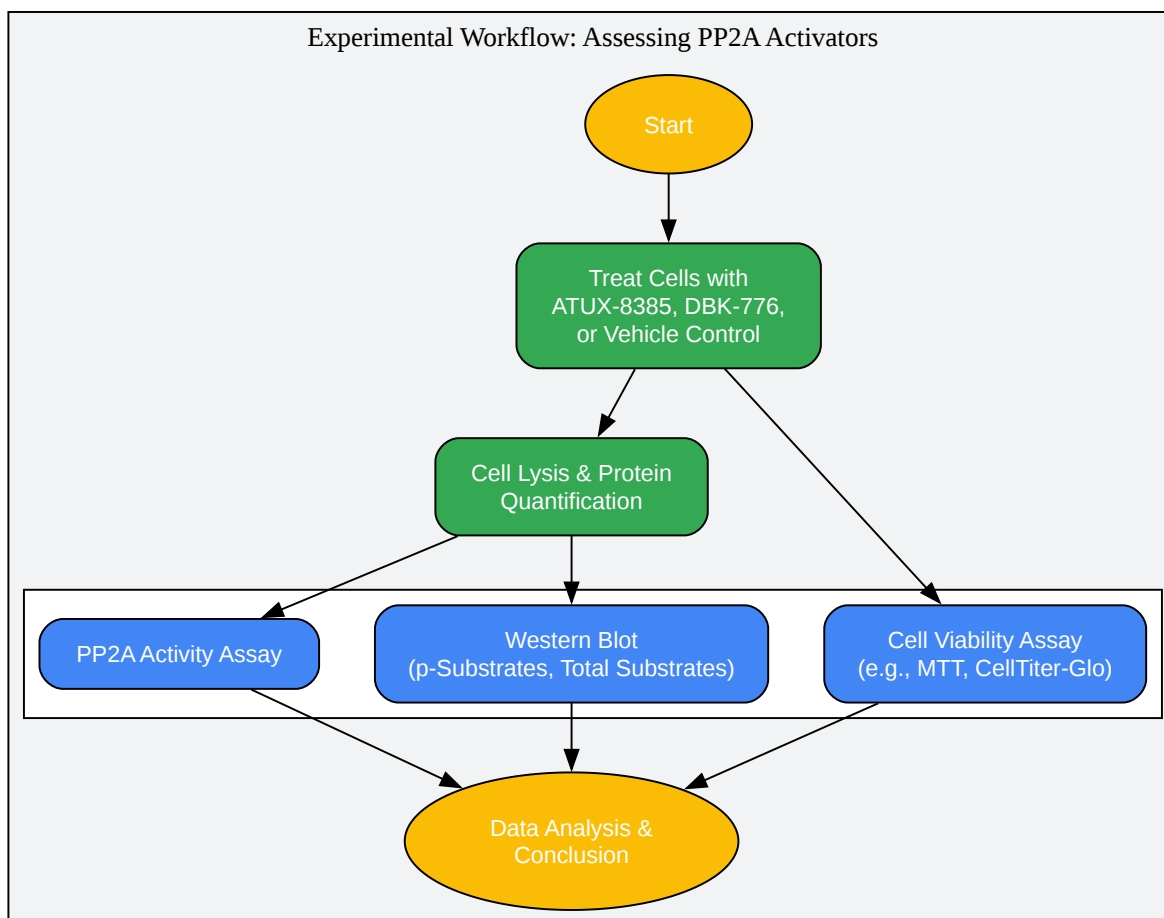 Experimental Workflow: Assessing PP2A Activators
Start
Treat Cells with
ATUX-8385, DBK-776,
or Vehicle Control
Cell Lysis & Protein
Quantification
PP2A Activity Assay
Western Blot
(p-Substrates, Total Substrates)
Cell Viability Assay
(e.g., MTT, CellTiter-Glo)
Data Analysis &
Conclusion